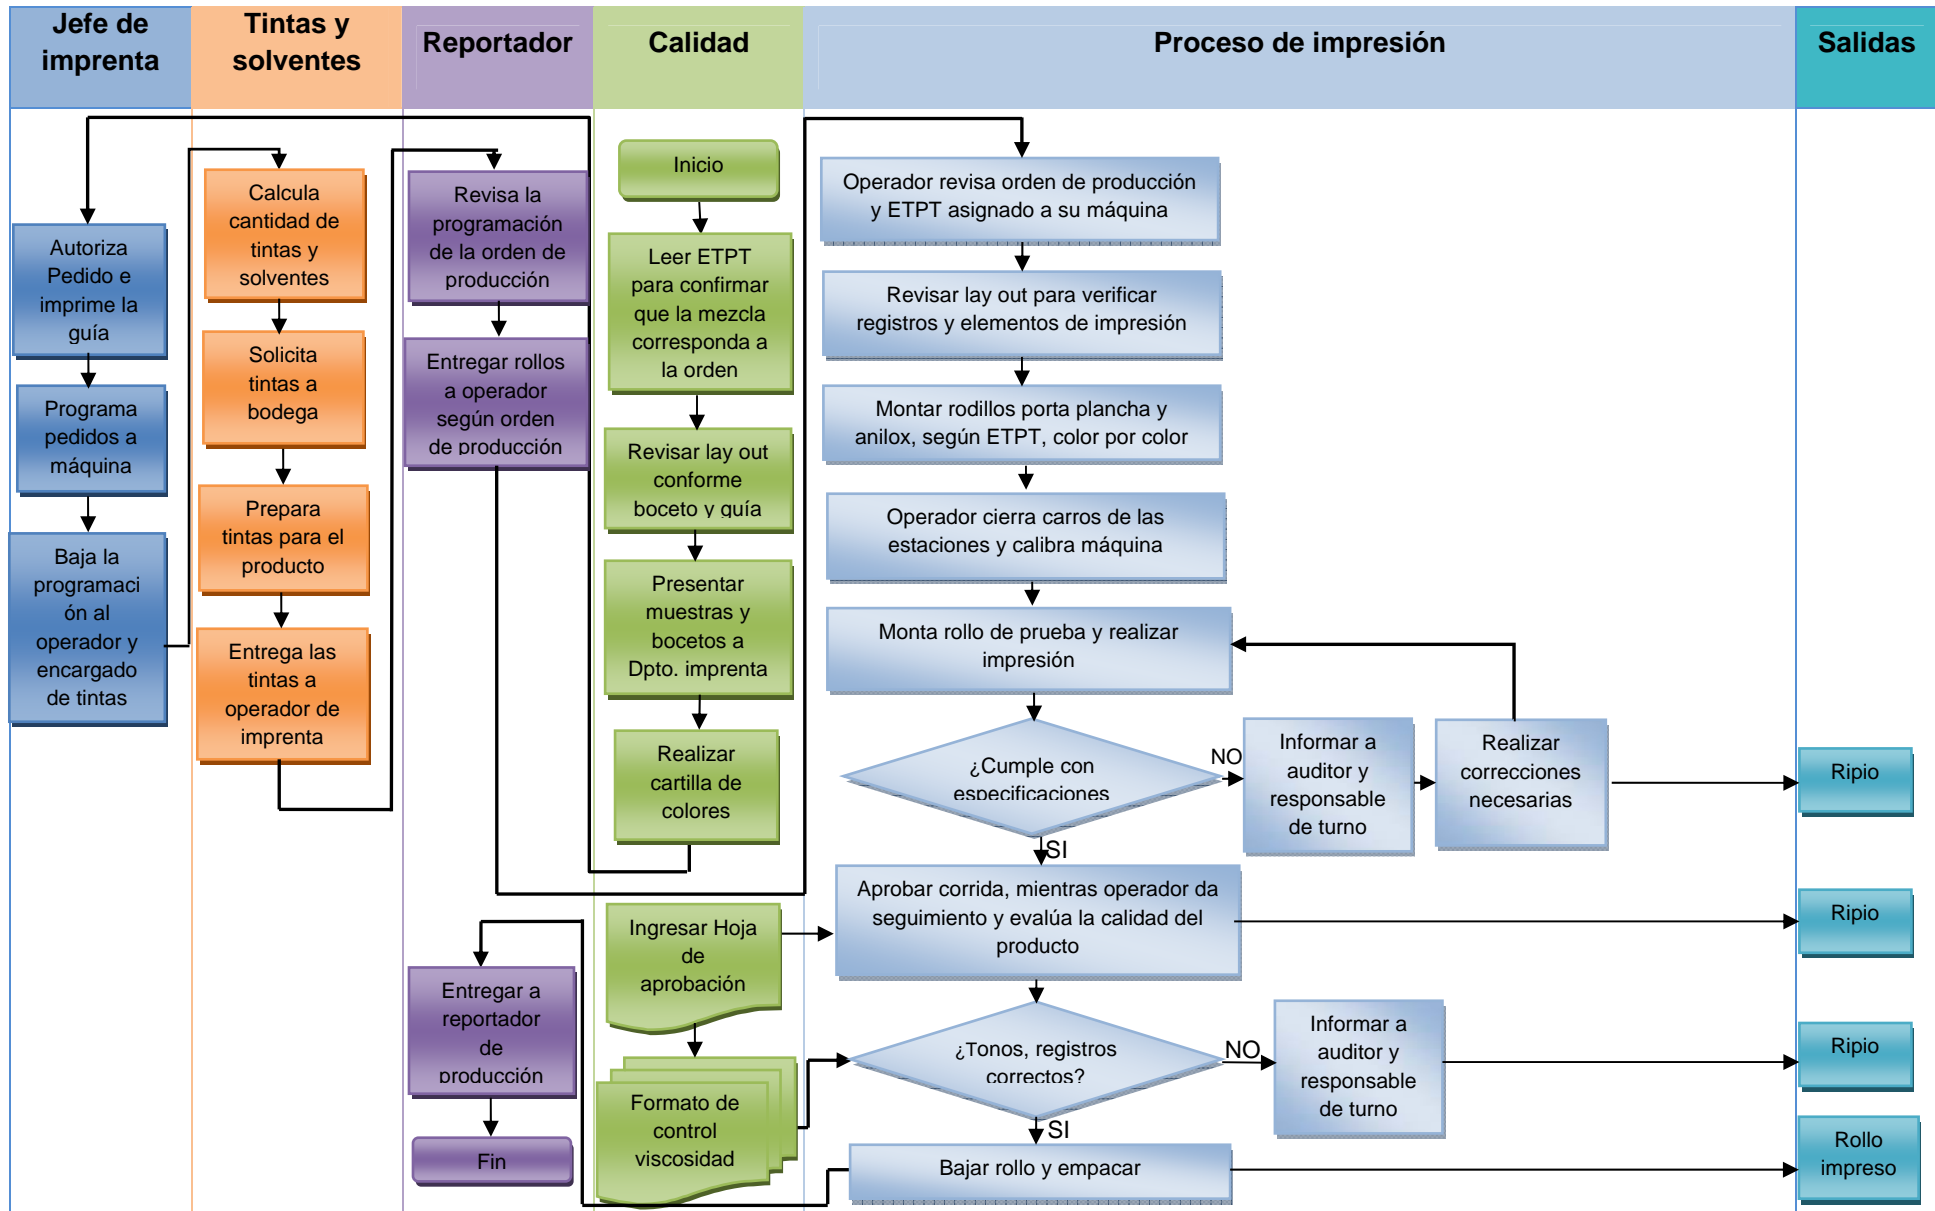 Jefe de
imprenta
Tintas y
solventes
Reportador
Calidad
Proceso de impresión
Salidas
Autoriza
Pedido e
imprime la
guía
Programa
pedidos a
máquina
Baja la
programaci
ón al
operador y
encargado
de tintas
Calcula
cantidad de
tintas y
solventes
Solicita
tintas a
bodega
Prepara
tintas para el
producto
Entrega las
tintas a
operador de
imprenta
Revisa la
programación
de la orden de
producción
Entregar rollos
a operador
según orden
de producción
Entregar a
reportador
de
producción
Fin
Inicio
Leer ETPT
para confirmar
que la mezcla
corresponda a
la orden
Revisar lay out
conforme
boceto y guía
Presentar
muestras y
bocetos a
Dpto. imprenta
Realizar
cartilla de
colores
Ingresar Hoja
de
aprobación
Formato de
control
viscosidad
Operador revisa orden de producción
y ETPT asignado a su máquina
Revisar lay out para verificar
registros y elementos de impresión
Montar rodillos porta plancha y
anilox, según ETPT, color por color
Operador cierra carros de las
estaciones y calibra máquina
Monta rollo de prueba y realizar
impresión
¿Cumple con
especificaciones
NO
Informar a
auditor y
responsable
de turno
Realizar
correcciones
necesarias
SI
Aprobar corrida, mientras operador da
seguimiento y evalúa la calidad del
producto
¿Tonos, registros
correctos?
NO
Informar a
auditor y
responsable
de turno
SI
Bajar rollo y empacar
Ripio
Ripio
Ripio
Rollo
impreso